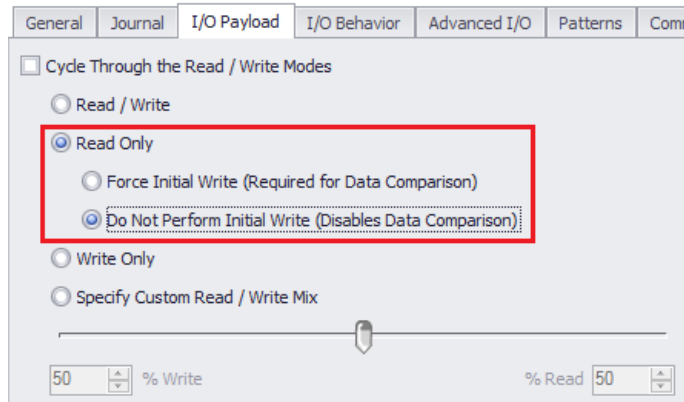 General Journal I/O Payload I/O Behavior Advanced I/O Patterns
Cycle Through the Read / Write Modes
Read / Write
Read Only
Force Initial Write (Required for Data Comparison)
Do Not Perform Initial Write (Disables Data Comparison)
Write Only
Specify Custom Read / Write Mix
50 % Write % Read 50